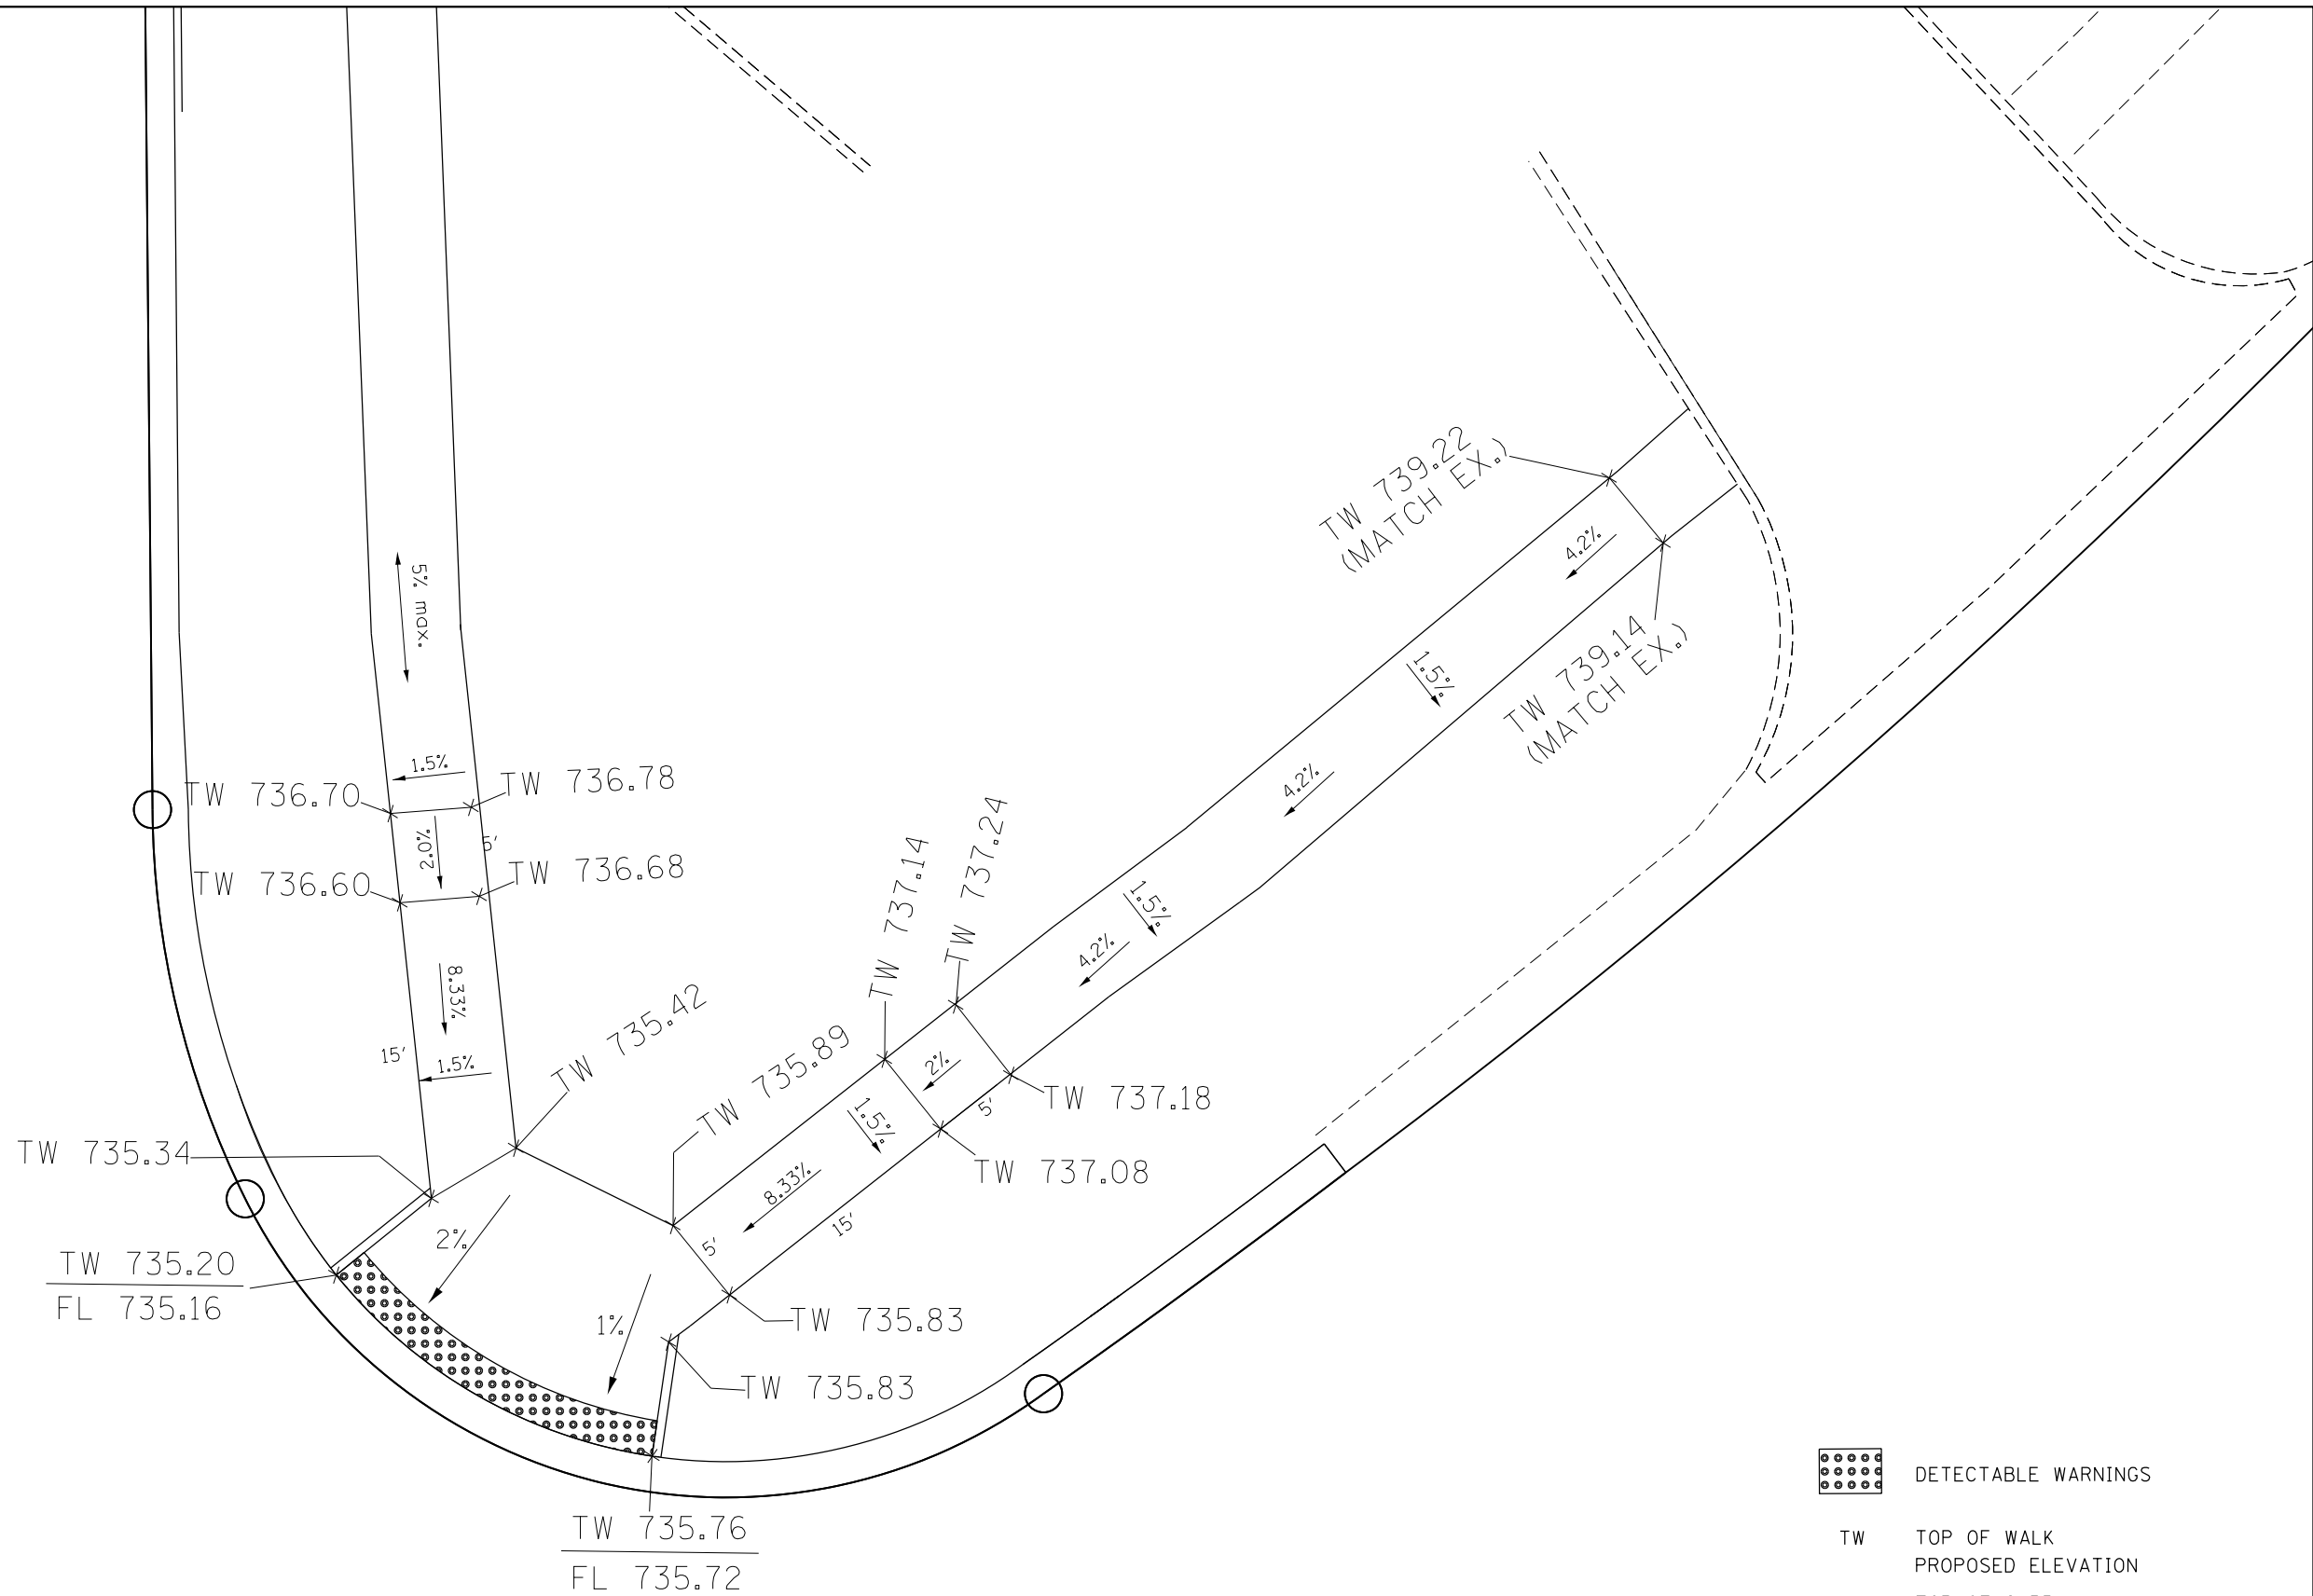 TW 739.22
(MATCH EX.)
4.2%
5% max.
TW 739.14
(MATCH EX.)
1.5%
1.5%
TW 736.70
TW 736.78
4.2%
2.0%
5'
TW 736.60
TW 736.68
TW 737.14
TW 737.24
1.5%
4.2%
8.33%
15'
1.5%
TW 735.42
TW 735.89
2%
5'
TW 737.18
1.5%
TW 735.34
TW 737.08
8.33%
15'
2%
5'
TW 735.20
FL 735.16
1%
TW 735.83
TW 735.83
DETECTABLE WARNINGS
TW 735.76
FL 735.72
TW TOP OF WALK
PROPOSED ELEVATION